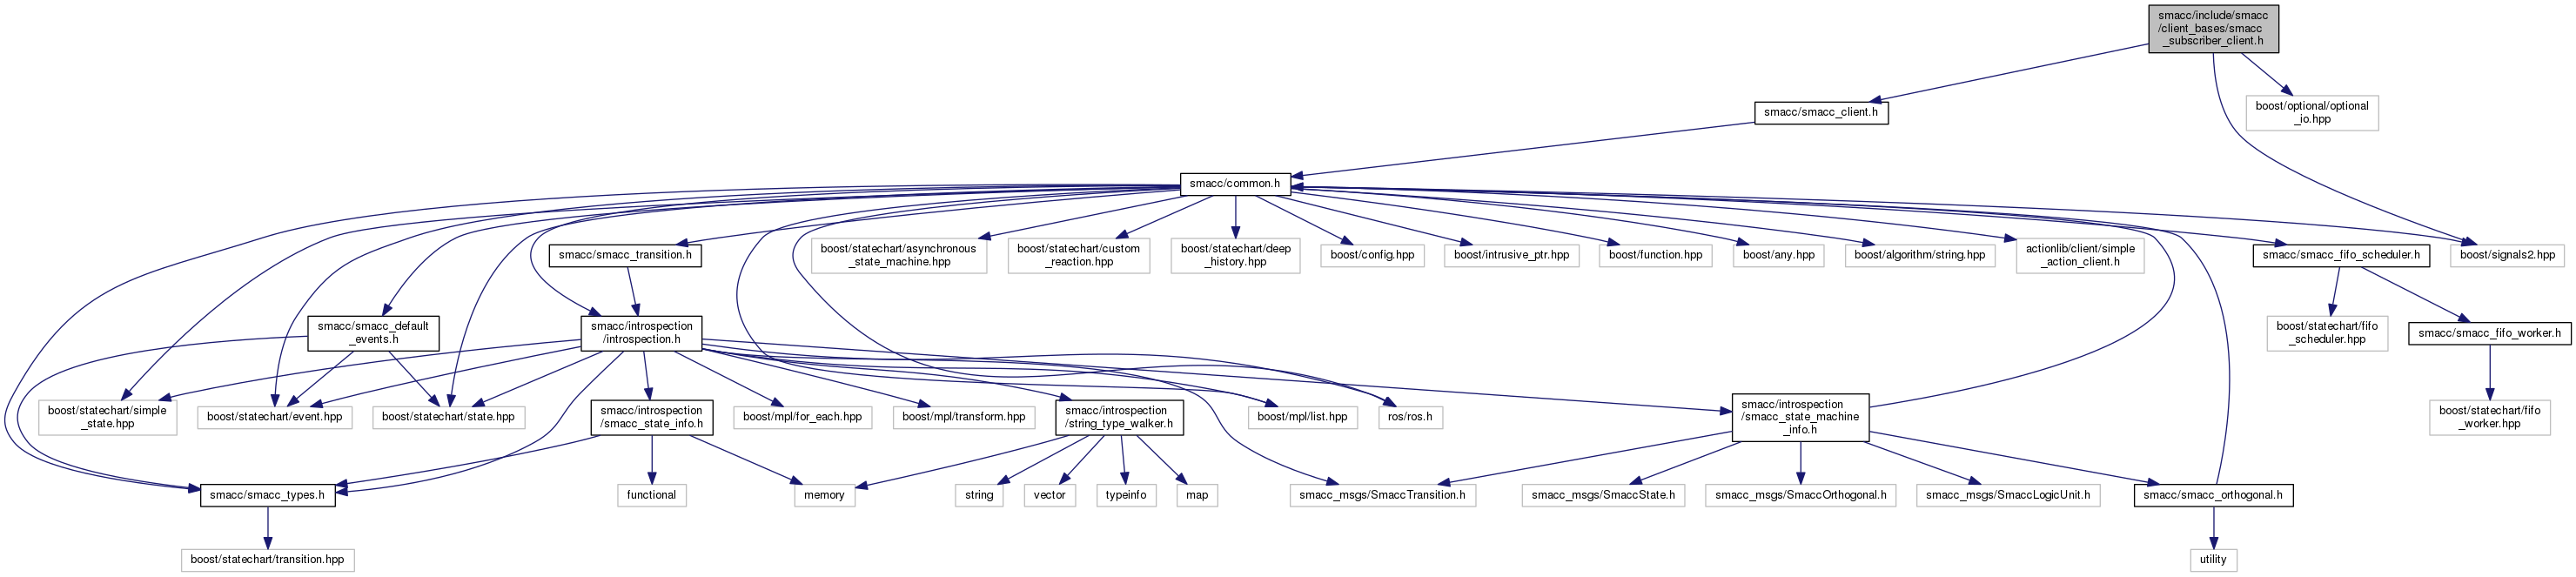 smacc/include/smacc
/client_bases/smacc
_subscriber_client.h
smacc/smacc_client.h
boost/optional/optional
_io.hpp
smacc/common.h
smacc/smacc_transition.h
boost/statechart/asynchronous
_state_machine.hpp
boost/statechart/custom
_reaction.hpp
boost/statechart/deep
_history.hpp
boost/config.hpp
boost/intrusive_ptr.hpp
boost/function.hpp
boost/any.hpp
boost/algorithm/string.hpp
actionlib/client/simple
_action_client.h
smacc/smacc_fifo_scheduler.h
boost/signals2.hpp
smacc/smacc_default
_events.h
smacc/introspection
/introspection.h
boost/statechart/fifo
_scheduler.hpp
smacc/smacc_fifo_worker.h
boost/statechart/simple
_state.hpp
boost/statechart/event.hpp
boost/statechart/state.hpp
smacc/introspection
/smacc_state_info.h
boost/mpl/for_each.hpp
boost/mpl/transform.hpp
smacc/introspection
/string_type_walker.h
boost/mpl/list.hpp
ros/ros.h
smacc/introspection
/smacc_state_machine
_info.h
boost/statechart/fifo
_worker.hpp
smacc/smacc_types.h
functional
memory
string
vector
typeinfo
map
smacc_msgs/SmaccTransition.h
smacc_msgs/SmaccState.h
smacc_msgs/SmaccOrthogonal.h
smacc_msgs/SmaccLogicUnit.h
smacc/smacc_orthogonal.h
boost/statechart/transition.hpp
utility